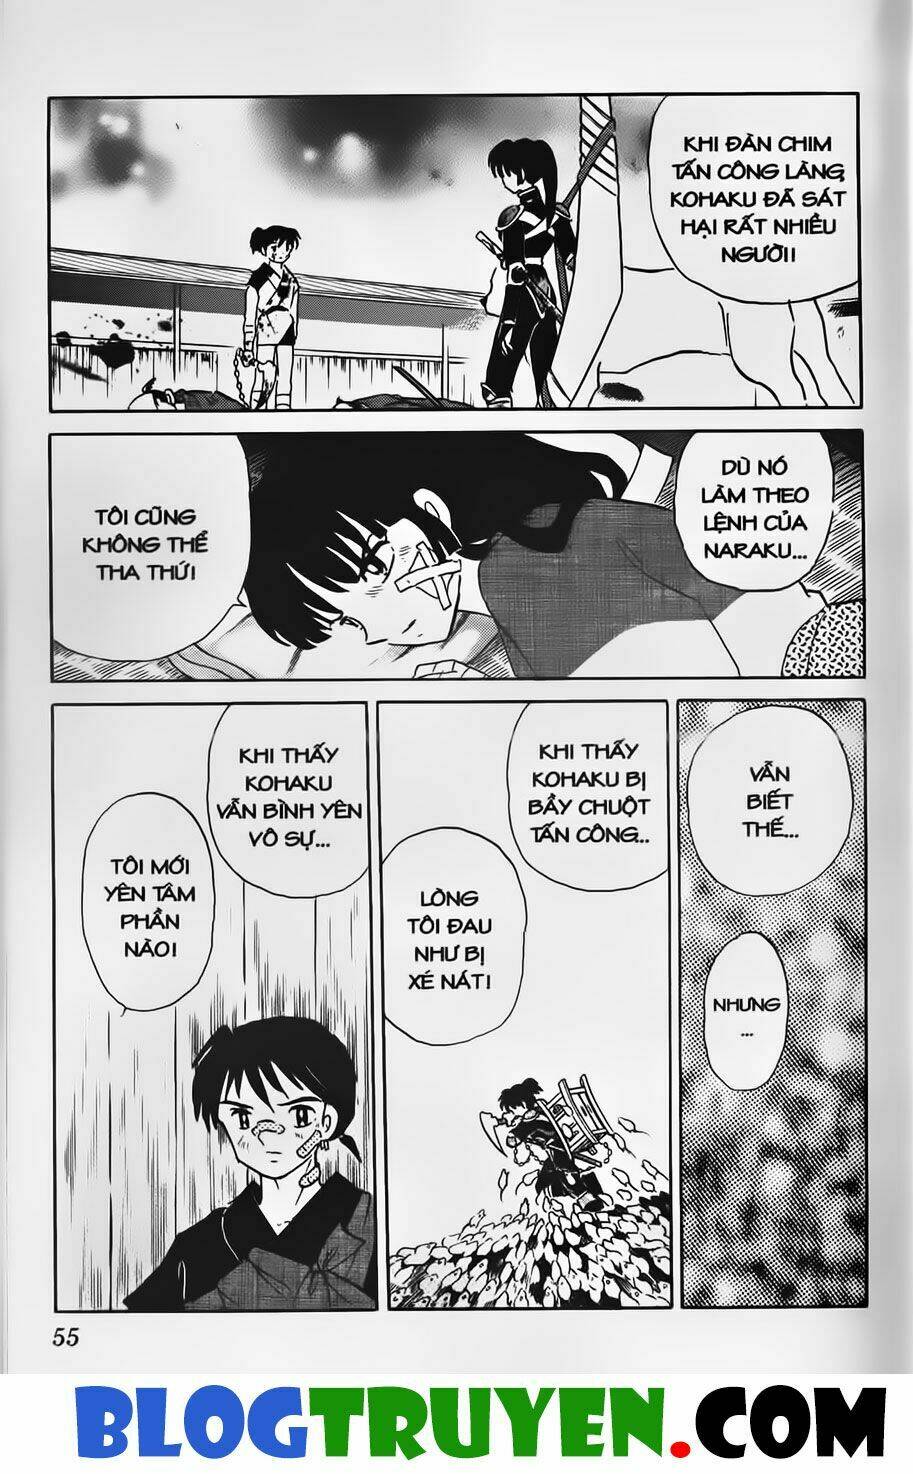 KHI ĐÀN CHIM
TẤN CÔNG LÀNG,
KOHAKU ĐÃ SÁT
HẠI RẤT NHIỀU
NGƯỜI!
DÙ NÓ
LÀM THEO
LỆNH CỦA
NARAKU...
TÔI CŨNG
KHÔNG THỂ
THA THỨ!
VẪN
BIẾT
THẾ...
NHƯNG
...
KHI THẤY
KOHAKU BỊ
BẦY CHUỘT
TẤN CÔNG...
LÒNG
TÔI ĐAU
NHƯ BỊ
XÉ NÁT!
KHI THẤY
KOHAKU
VẪN BÌNH YÊN
VÔ SỰ...
TÔI MỚI
YÊN TÂM
PHẦN
NÀO!
55
BLOGTRUYEN.COM